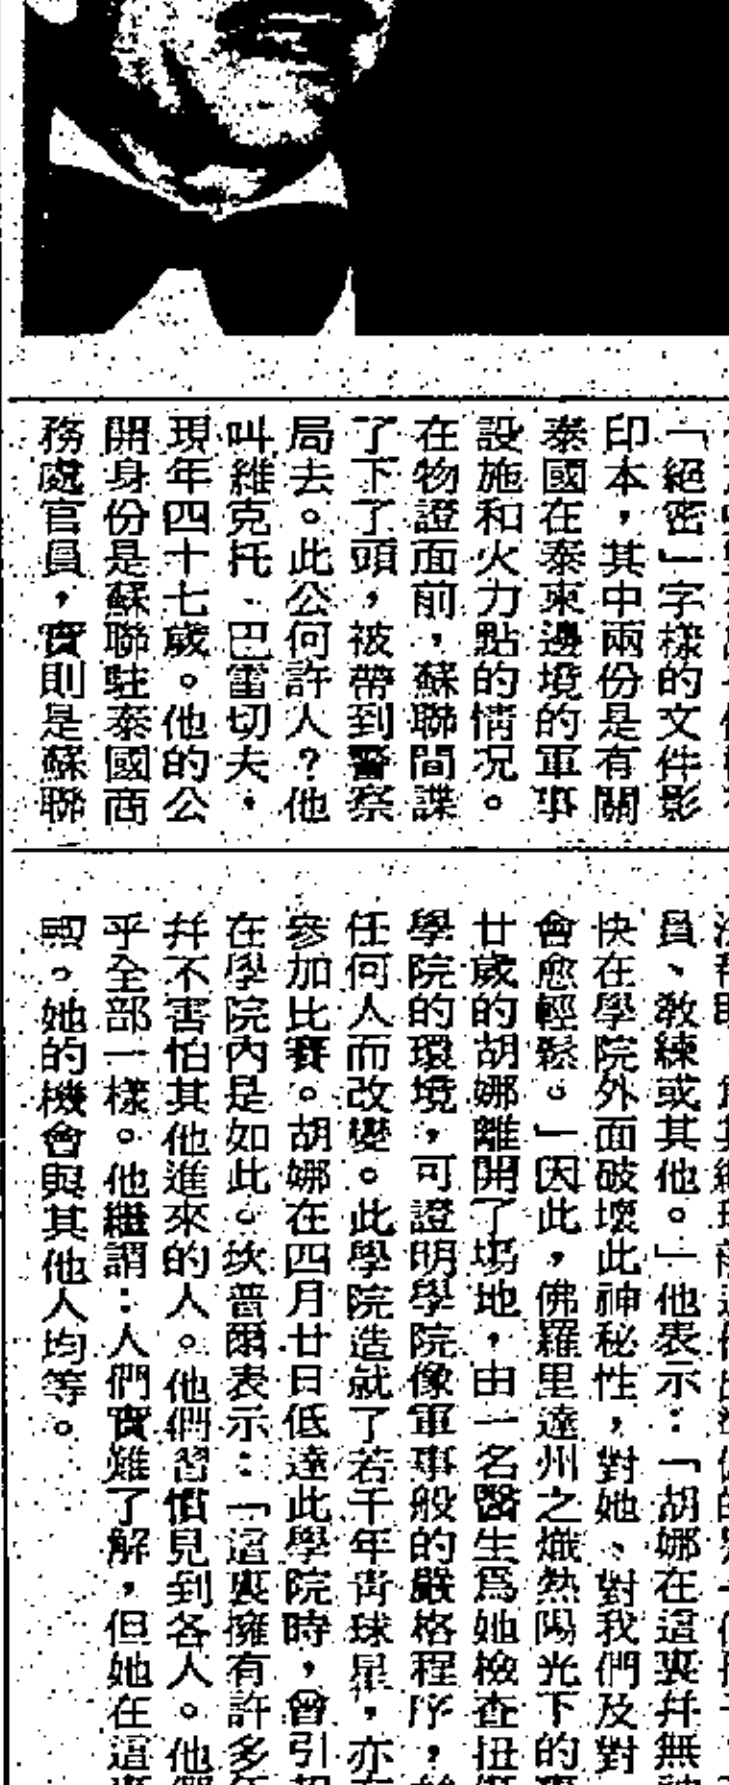 「絕密」字樣的文件影
印本，其中兩份是有關
泰國在泰柬邊境的軍事
設施和火力點的情况。
在物證面前，蘇聯間諜
了下了頭，被帶到警察
局去。此公何許人？他
叫維克托、巴雷切夫，
現年四十七歲。他的公
開身份是蘇聯駐泰國商
務處官員，實則是蘇聯
員、教練或其他。」他表示：「胡娜在這裏幷無
快在學院外面破壞此神秘性，對她、對我們及對
會愈輕鬆。」因此，佛羅里達州之熾熱陽光下的
廿歲的胡娜離開了場地，由一名醫生爲她檢查扭
學院的環境，可證明學院像軍事般的嚴格程序，
任何人而改變。此學院造就了若干年靑球星，亦
參加比賽。胡娜在四月廿日低達此學院時，曾引
在學院內是如此。坎普爾表示：「這裏擁有許多
幷不害怕其他進來的人。他們習慣見到各人。他
乎全部一樣。他繼謂：人們實難了解，但她在這
顆。她的機會與其他人均等。